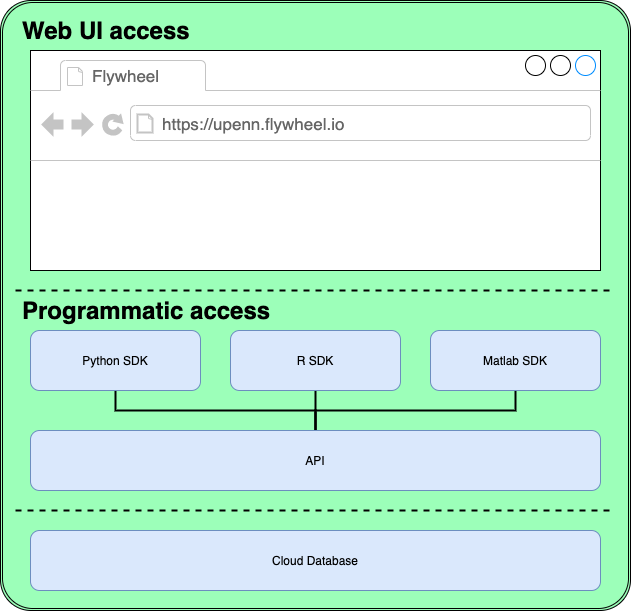 Web UI access
Flywheel
https://upenn.flywheel.io
Programmatic access
Python SDK
R SDK
Matlab SDK
API
Cloud Database